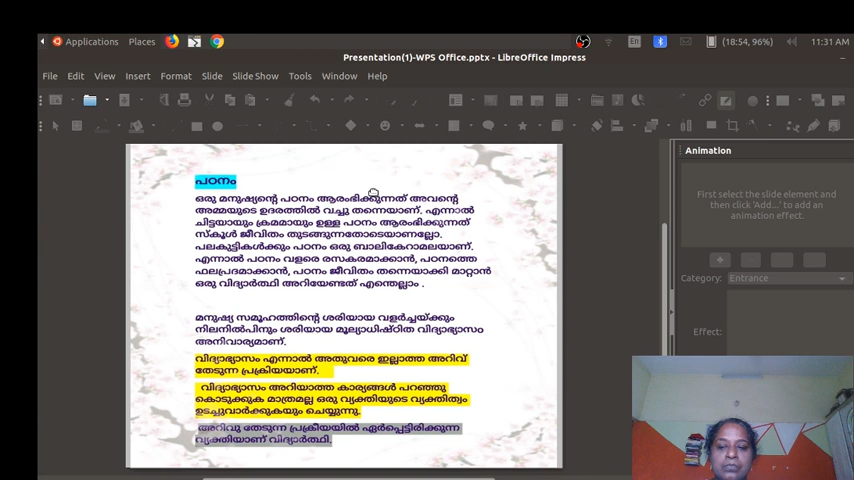 Applications Places En (18:54, 96%) 11:31 AM
Presentation(1)-WPS Office.pptx - LibreOffice Impress
File Edit View Insert Format Slide Slide Show Tools Window Help
Animation
First select the slide element and
then click 'Add...' to add an
animation effect.
Category: Entrance
Effect:
പഠനം
ഒരു മനുഷ്യന്റെ പഠനം ആരംഭിക്കുന്നത് അവന്റെ
അമ്മയുടെ ഉദരത്തിൽ വച്ചു തന്നെയാണ്. എന്നാൽ
ചിട്ടയായും ക്രമമായും ഉള്ള പഠനം ആരംഭിക്കുന്നത്
സ്കൂൾ ജീവിതം തുടങ്ങുന്നതോടെയാണല്ലോ.
പലകുട്ടികൾക്കും പഠനം ഒരു ബാലികേറാമലയാണ്.
എന്നാൽ പഠനം വളരെ രസകരമാക്കാൻ, പഠനത്തെ
ഫലപ്രദമാക്കാൻ, പഠനം ജീവിതം തന്നെയാക്കി മാറ്റാൻ
ഒരു വിദ്യാർത്ഥി അറിയേണ്ടത് എന്തെല്ലാം .
മനുഷ്യ സമൂഹത്തിന്റെ ശരിയായ വളർച്ചയ്ക്കും
നിലനിൽപിനും ശരിയായ മൂല്യാധിഷ്ഠിത വിദ്യാഭ്യാസം
അനിവാര്യമാണ്.
വിദ്യാഭ്യാസം എന്നാൽ അതുവരെ ഇല്ലാത്ത അറിവ്
തേടുന്ന പ്രക്രിയയാണ്.
വിദ്യാഭ്യാസം അറിയാത്ത കാര്യങ്ങൾ പറഞ്ഞു
കൊടുക്കുക മാത്രമല്ല ഒരു വ്യക്തിയുടെ വ്യക്തിത്വം
ഉടച്ചുവാർക്കുകയും ചെയ്യുന്നു.
അറിവു തേടുന്ന പ്രക്രീയയിൽ ഏർപ്പെട്ടിരിക്കുന്ന
വ്യക്തിയാണ് വിദ്യാർത്ഥി.